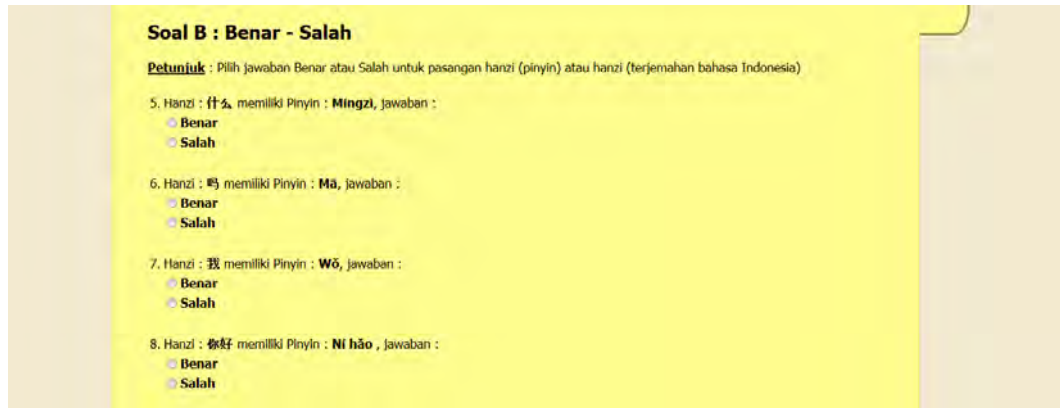 Soal B : Benar - Salah
Petunjuk : Pilih jawaban Benar atau Salah untuk pasangan hanzi (pinyin) atau hanzi (terjemahan bahasa Indonesia)
5. Hanzi : 什么 memiliki Pinyin : Míngzi, jawaban :
Benar
Salah
6. Hanzi : 吗 memiliki Pinyin : Mā, jawaban :
Benar
Salah
7. Hanzi : 我 memiliki Pinyin : Wǒ, jawaban :
Benar
Salah
8. Hanzi : 你好 memiliki Pinyin : Ní hǎo , jawaban :
Benar
Salah